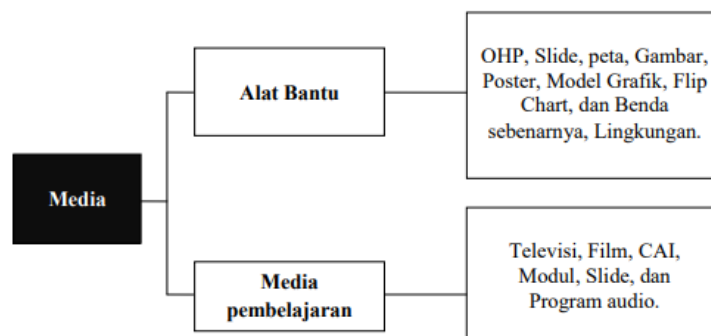 Media
Alat Bantu
OHP, Slide, peta, Gambar,
Poster, Model Grafik, Flip
Chart, dan Benda
sebenarnya, Lingkungan.
Media
pembelajaran
Televisi, Film, CAI,
Modul, Slide, dan
Program audio.